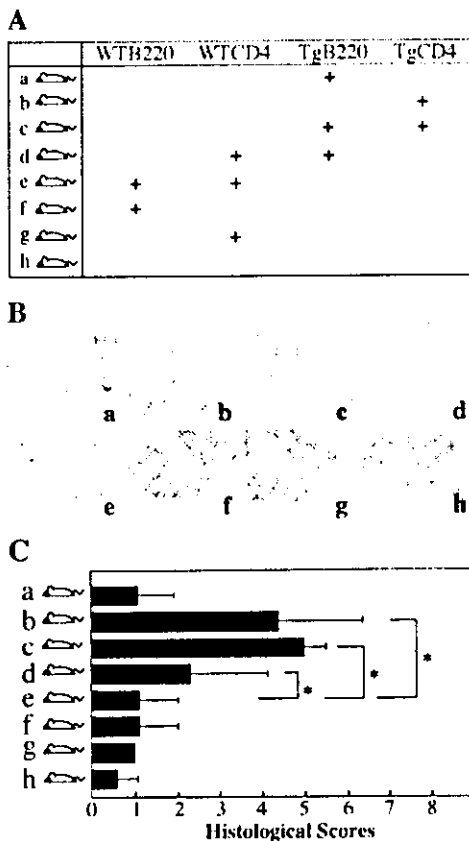 A
WTB220 WTCD4 TgB220 TgCD4
a +
b +
c + +
d + +
e + +
f +
g +
h
B
a b c d
e f g h
C
a
b
c
d
e
f
g
h
*
*
*
0 1 2 3 4 5 6 7 8
Histological Scores